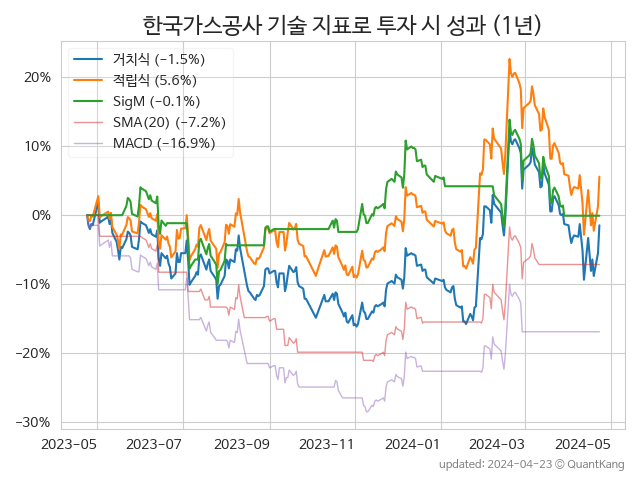 한국가스공사 기술 지표로 투자 시 성과 (1년)
거치식 (−1.5%)
적립식 (5.6%)
SigM (−0.1%)
SMA(20) (−7.2%)
MACD (−16.9%)
20%
10%
0%
−10%
−20%
−30%
2023-05 2023-07 2023-09 2023-11 2024-01 2024-03 2024-05
updated: 2024-04-23 ⓒ QuantKang